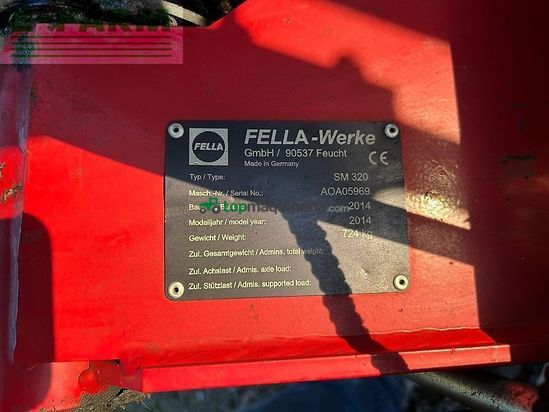 FARM
FELLA
FELLA-Werke
GmbH / 90537 Feucht
Made in Germany
CE
Typ / Type: SM 320
Masch.-Nr. / Serial No.: AOA05969
2014
Modelljahr / model year: 2014
Gewicht / Weight: 724 kg
Zul. Gesamtgewicht / Admins. total weight:
Zul. Achslast / Admis. axle load:
Zul. Stützlast / Admis. supported load: